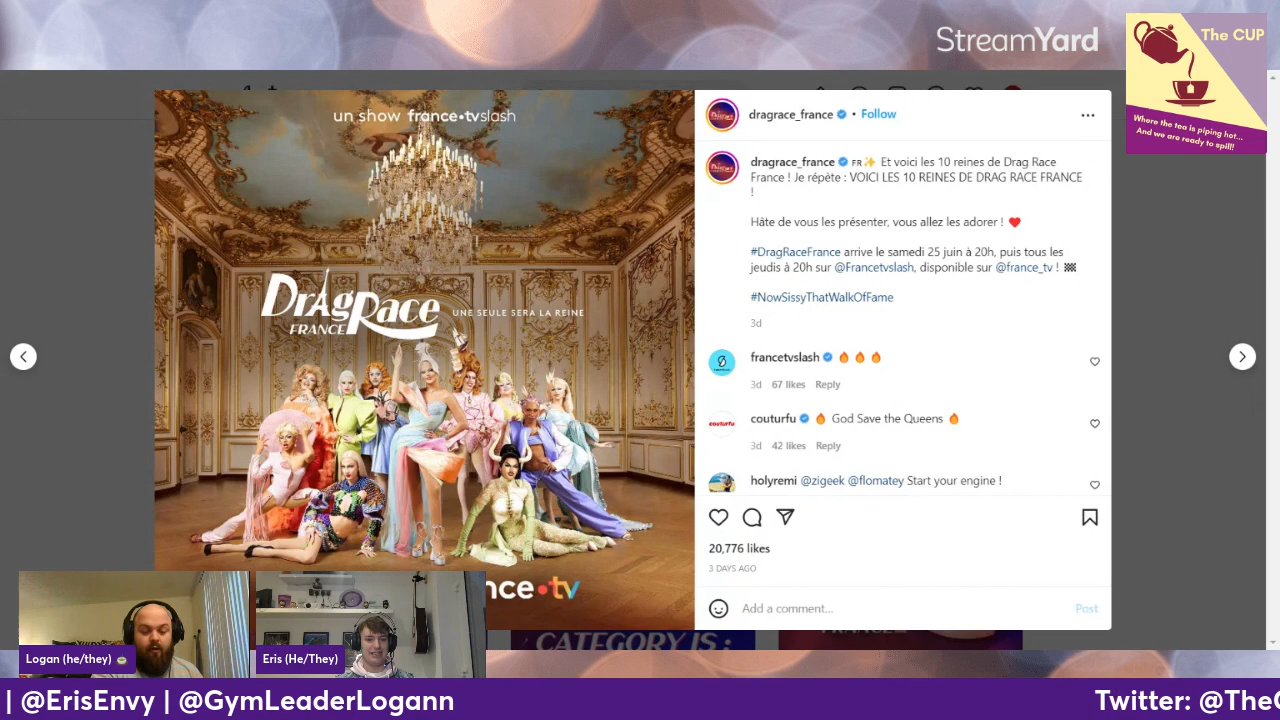 StreamYard
The CUP
Where the tea is piping hot...
And we are ready to spill!
un show france•tvslash
DragRace
FRANCE
UNE SEULE SERA LA REINE
nce•tv
dragrace_france • Follow
dragrace_france FR✨ Et voici les 10 reines de Drag Race
France ! Je répète : VOICI LES 10 REINES DE DRAG RACE FRANCE
!
Hâte de vous les présenter, vous allez les adorer ! ❤️
#DragRaceFrance arrive le samedi 25 juin à 20h, puis tous les
jeudis à 20h sur @Francetvslash, disponible sur @france_tv ! 🏁
#NowSissyThatWalkOfFame
3d
francetvslash 🔥 🔥 🔥
3d 67 likes Reply
couturfu 🔥 God Save the Queens 🔥
3d 42 likes Reply
holyremi @zigeek @flomatey Start your engine !
20,776 likes
3 DAYS AGO
Add a comment... Post
CATEGORY IS :
Logan (he/they) 🍵
Eris (He/They)
| @ErisEnvy | @GymLeaderLogann
Twitter: @TheC